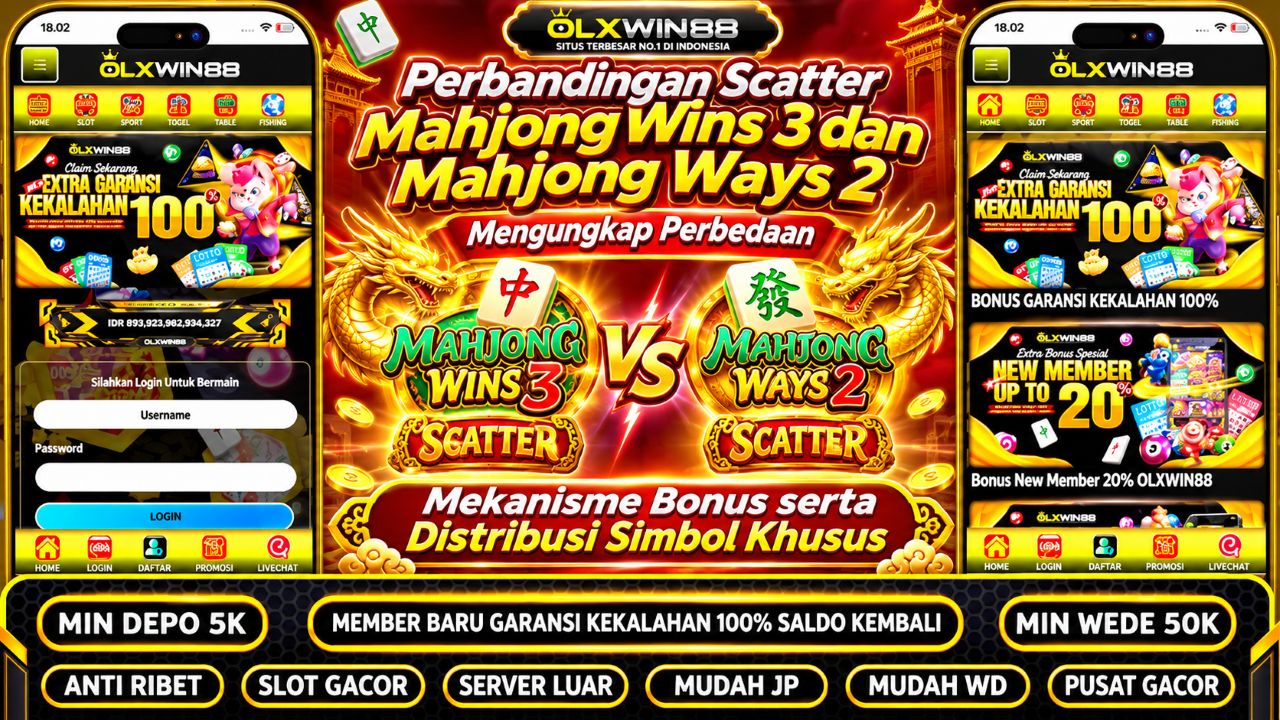 18.02
OLXWIN88
HOME SLOT SPORT TOGEL TABLE FISHING
OLXWIN88
Claim Sekarang
EXTRA GARANSI
KEKALAHAN 100%
LOTTO
IDR 893,923,982,934,327
OLXWIN88
Silahkan Login Untuk Bermain
Username
Password
LOGIN
HOME LOGIN DAFTAR PROMOSI LIVECHAT
中
OLXWIN88
SITUS TERBESAR NO.1 DI INDONESIA
Perbandingan Scatter
Mahjong Wins 3 dan
Mahjong Ways 2
Mengungkap Perbedaan
中
MAHJONG
WINS 3
SCATTER
VS
發
MAHJONG
WAYS 2
SCATTER
Mekanisme Bonus serta
Distribusi Simbol Khusus
18.02
OLXWIN88
HOME SLOT SPORT TOGEL TABLE FISHING
OLXWIN88
Claim Sekarang
EXTRA GARANSI
KEKALAHAN 100%
LOTTO
BONUS GARANSI KEKALAHAN 100%
OLXWIN88
Extra Bonus Spesial
NEW MEMBER
UP TO 20%
LOTTO
Bonus New Member 20% OLXWIN88
OLXWIN88
HOME LOGIN DAFTAR PROMOSI LIVECHAT
MIN DEPO 5K
MEMBER BARU GARANSI KEKALAHAN 100% SALDO KEMBALI
MIN WEDE 50K
ANTI RIBET
SLOT GACOR
SERVER LUAR
MUDAH JP
MUDAH WD
PUSAT GACOR